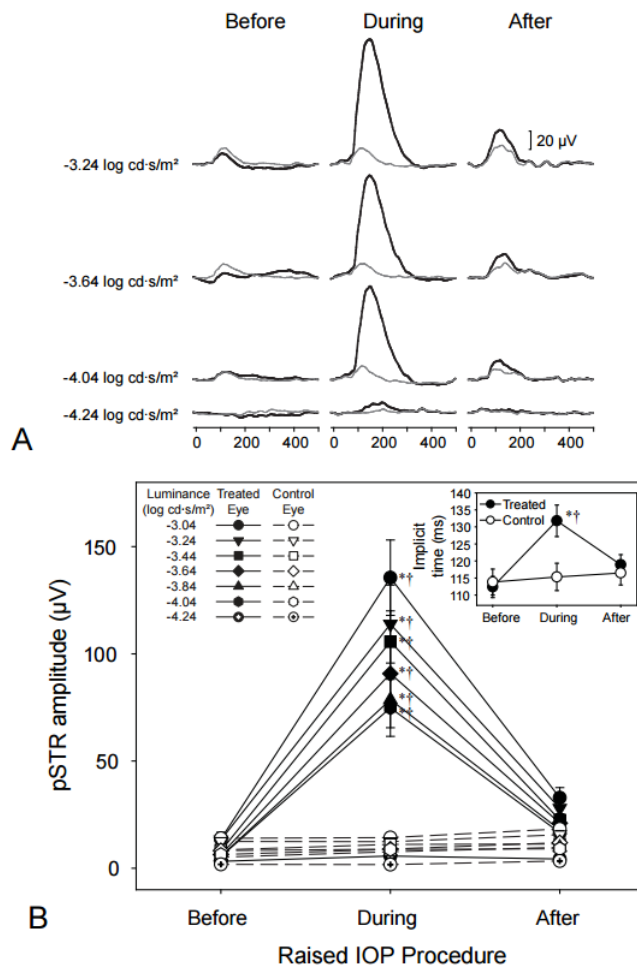 Before During After
20 µV
-3.24 log cd·s/m²
-3.64 log cd·s/m²
-4.04 log cd·s/m²
-4.24 log cd·s/m²
0 200 400 0 200 400 0 200 400
A
Luminance Treated Control
(log cd·s/m²) Eye Eye
-3.04
-3.24
-3.44
-3.64
-3.84
-4.04
-4.24
Treated
Control
Implicit
time (ms)
140
135
130
125
120
115
110
*†
Before During After
pSTR amplitude (µV)
150
100
50
0
*†
*†
*†
*†
*†
*†
Before During After
B
Raised IOP Procedure